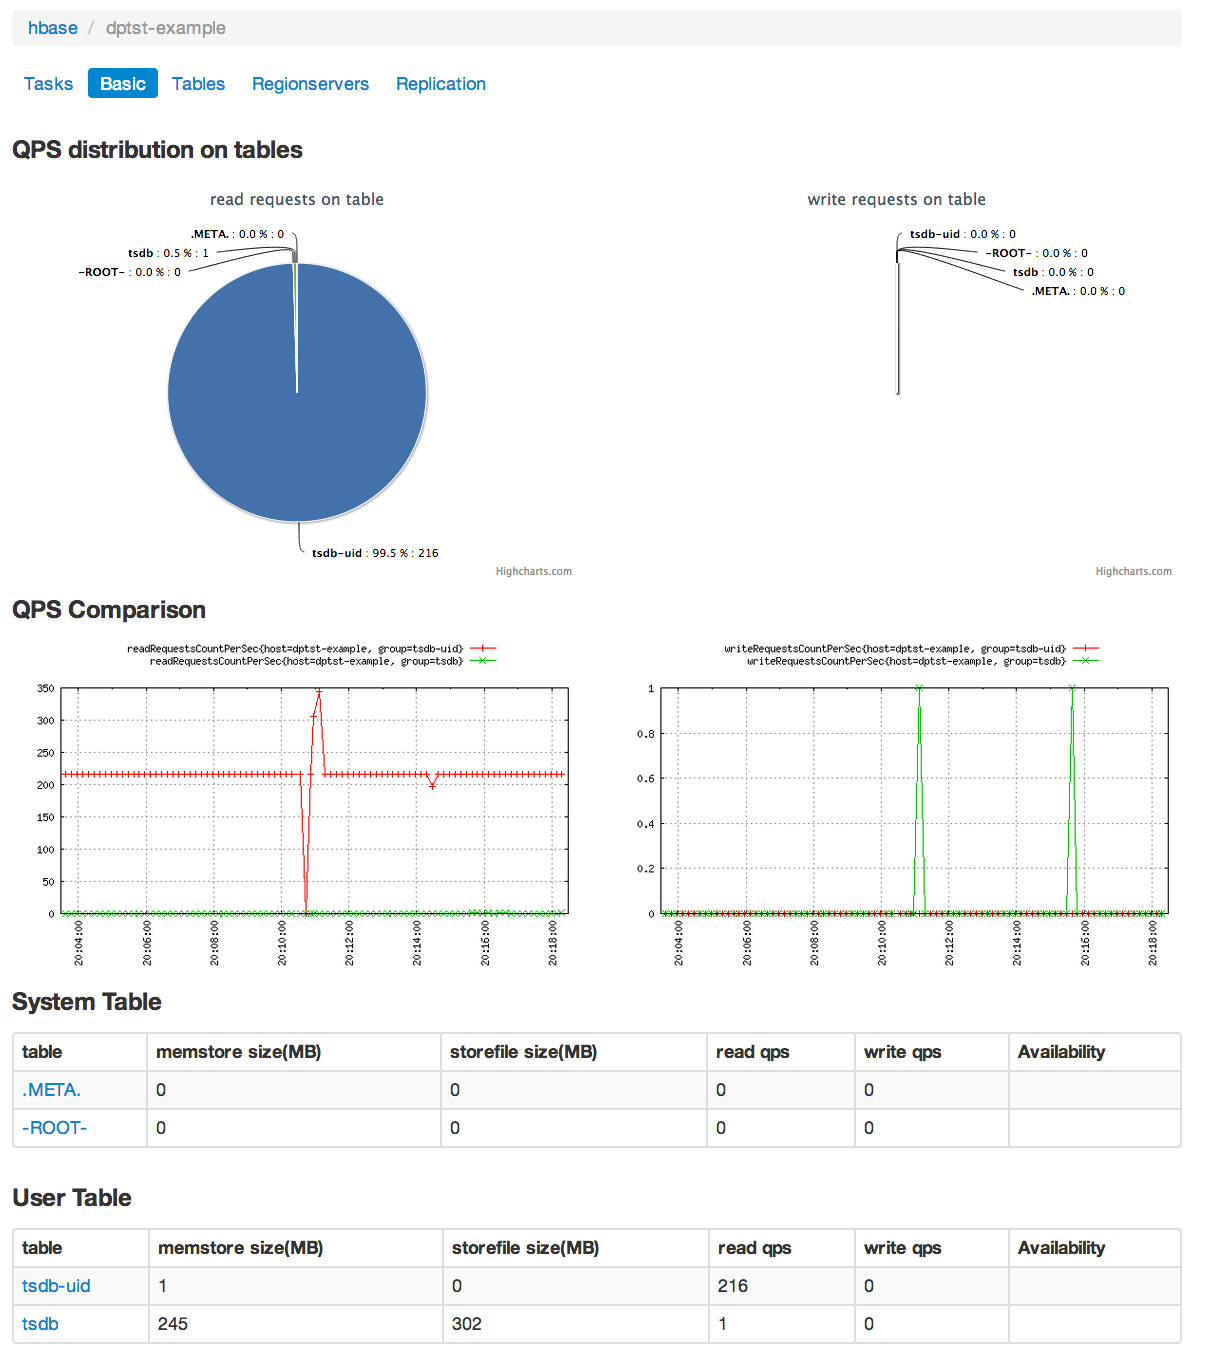 hbase / dptst-example
Tasks Basic Tables Regionservers Replication
QPS distribution on tables
read requests on table
.META. : 0.0 % : 0
tsdb : 0.5 % : 1
-ROOT- : 0.0 % : 0
tsdb-uid : 99.5 % : 216
Highcharts.com
write requests on table
tsdb-uid : 0.0 % : 0
-ROOT- : 0.0 % : 0
tsdb : 0.0 % : 0
.META. : 0.0 % : 0
Highcharts.com
QPS Comparison
readRequestsCountPerSec{host=dptst-example, group=tsdb-uid}
readRequestsCountPerSec{host=dptst-example, group=tsdb}
350
300
250
200
150
100
50
0
20:04:00 20:06:00 20:08:00 20:10:00 20:12:00 20:14:00 20:16:00 20:18:00
writeRequestsCountPerSec{host=dptst-example, group=tsdb-uid}
writeRequestsCountPerSec{host=dptst-example, group=tsdb}
1
0.8
0.6
0.4
0.2
0
20:04:00 20:06:00 20:08:00 20:10:00 20:12:00 20:14:00 20:16:00 20:18:00
System Table
table memstore size(MB) storefile size(MB) read qps write qps Availability
.META. 0 0 0 0
-ROOT- 0 0 0 0
User Table
table memstore size(MB) storefile size(MB) read qps write qps Availability
tsdb-uid 1 0 216 0
tsdb 245 302 1 0